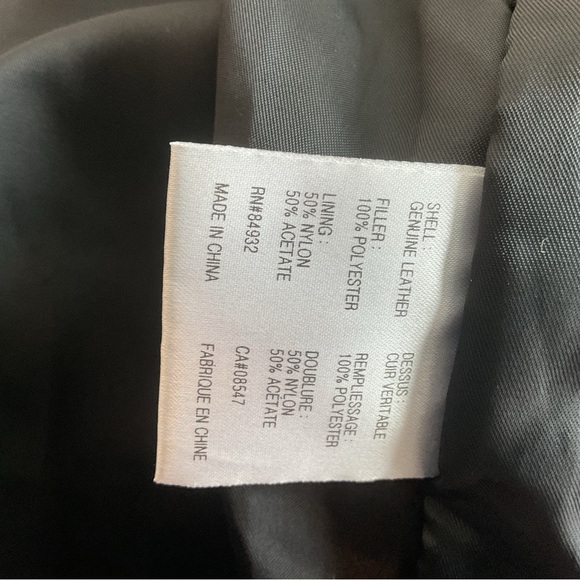 SHELL :
GENUINE LEATHER
FILLER :
100% POLYESTER
LINING :
50% NYLON
50% ACETATE
RN#84932
MADE IN CHINA
DESSUS :
CUIR VERITABLE
REMPLIESSAGE :
100% POLYESTER
DOUBLURE :
50% NYLON
50% ACETATE
CA#08547
FABRIQUE EN CHINE